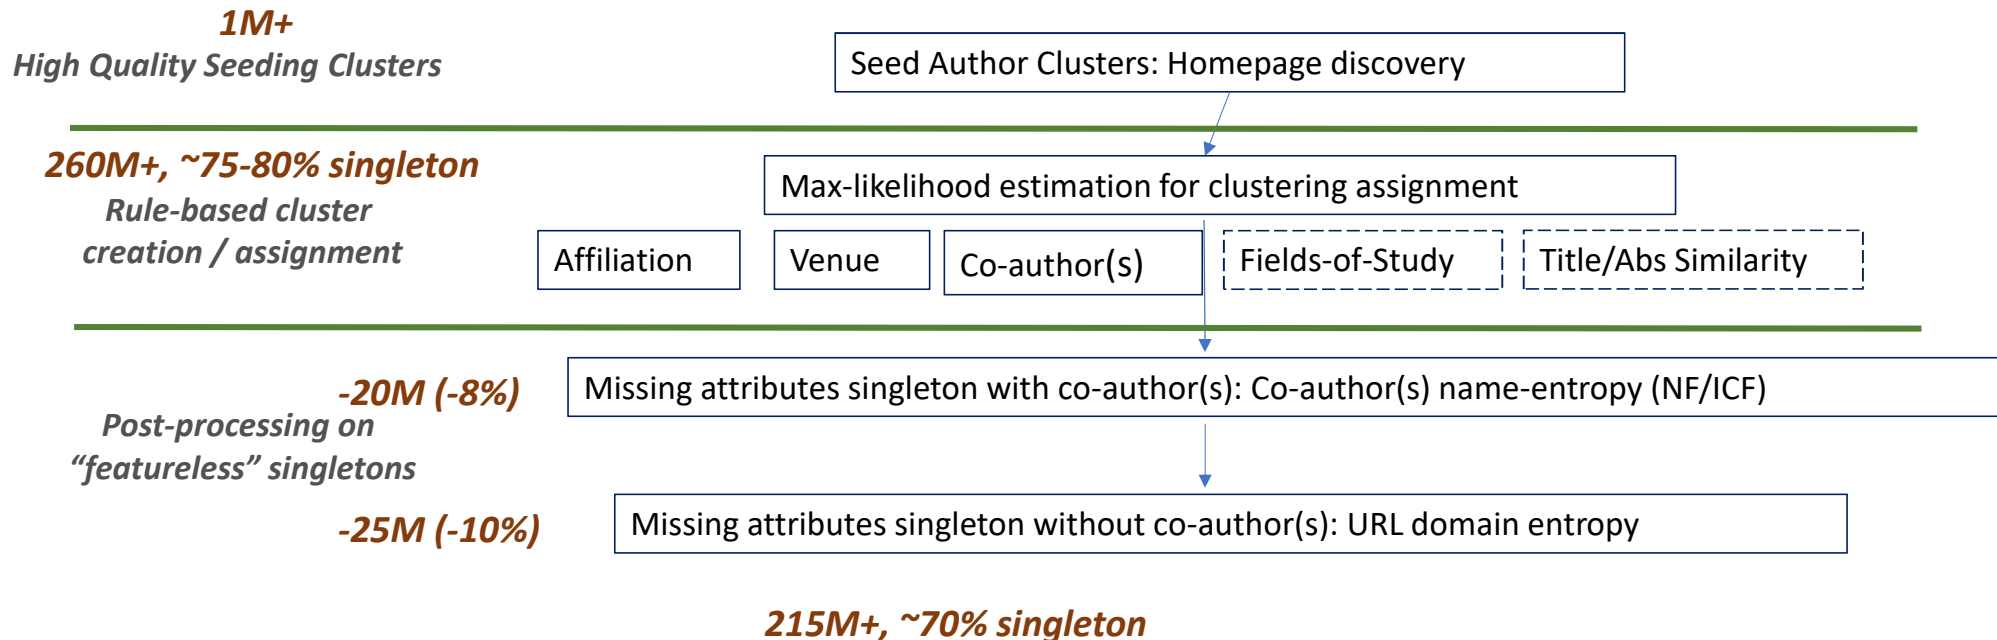 1M+
High Quality Seeding Clusters
Seed Author Clusters: Homepage discovery
260M+, ~75-80% singleton
Rule-based cluster
creation / assignment
Max-likelihood estimation for clustering assignment
Affiliation
Venue
Co-author(s)
Fields-of-Study
Title/Abs Similarity
-20M (-8%)
Missing attributes singleton with co-author(s): Co-author(s) name-entropy (NF/ICF)
Post-processing on
“featureless” singletons
-25M (-10%)
Missing attributes singleton without co-author(s): URL domain entropy
215M+, ~70% singleton